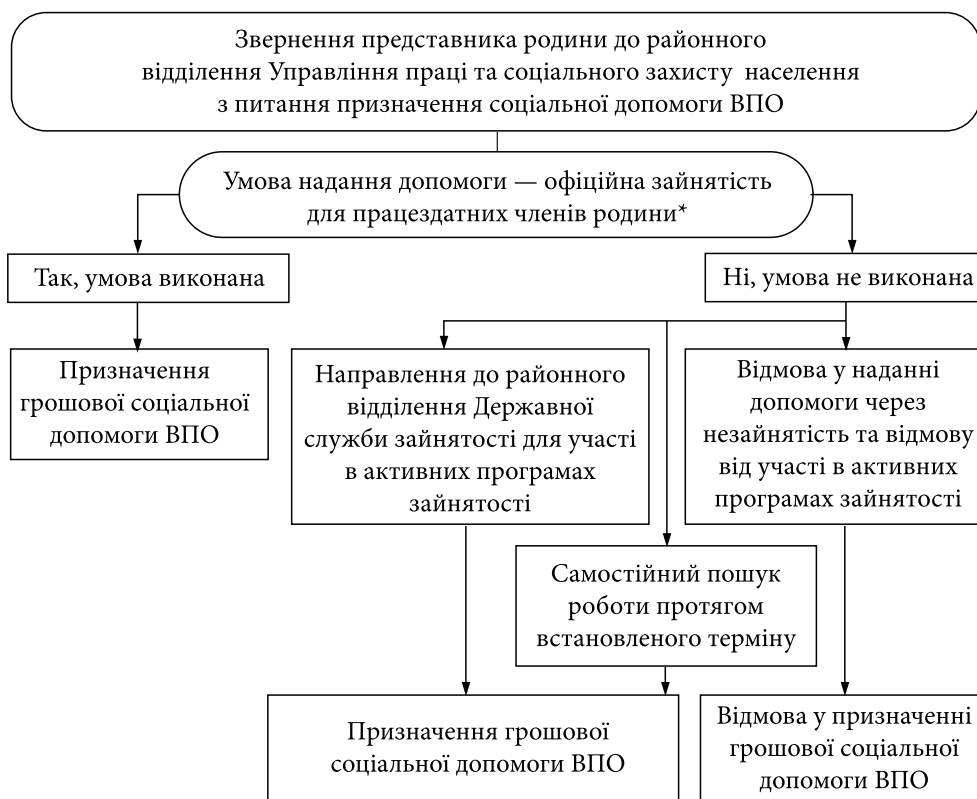 Звернення представника родини до районного
відділення Управління праці та соціального захисту населення
з питання призначення соціальної допомоги ВПО
Умова надання допомоги — офіційна зайнятість
для працездатних членів родини*
Так, умова виконана
Ні, умова не виконана
Призначення
грошової соціальної
допомоги ВПО
Направлення до районного
відділення Державної
служби зайнятості для участі
в активних програмах
зайнятості
Відмова у наданні
допомоги через
незайнятість та відмову
від участі в активних
програмах зайнятості
Самостійний пошук
роботи протягом
встановленого терміну
Призначення грошової
соціальної допомоги ВПО
Відмова у призначенні
грошової соціальної
допомоги ВПО